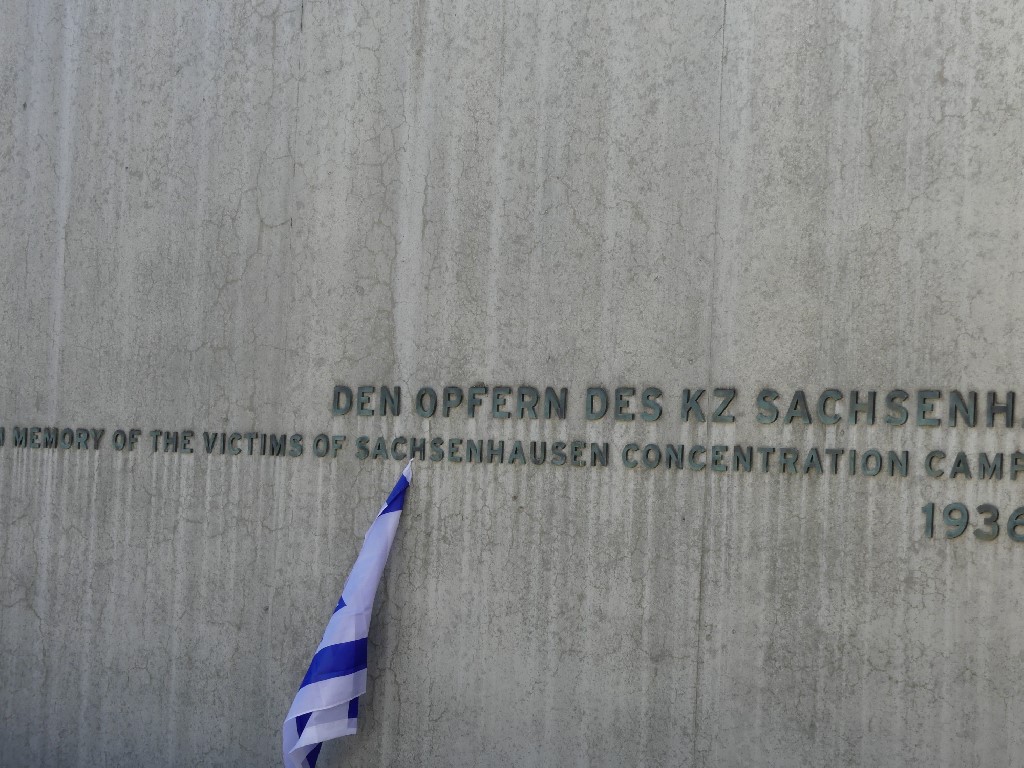 DEN OPFERN DES KZ SACHSENH
MEMORY OF THE VICTIMS OF SACHSENHAUSEN CONCENTRATION CAMP
1936